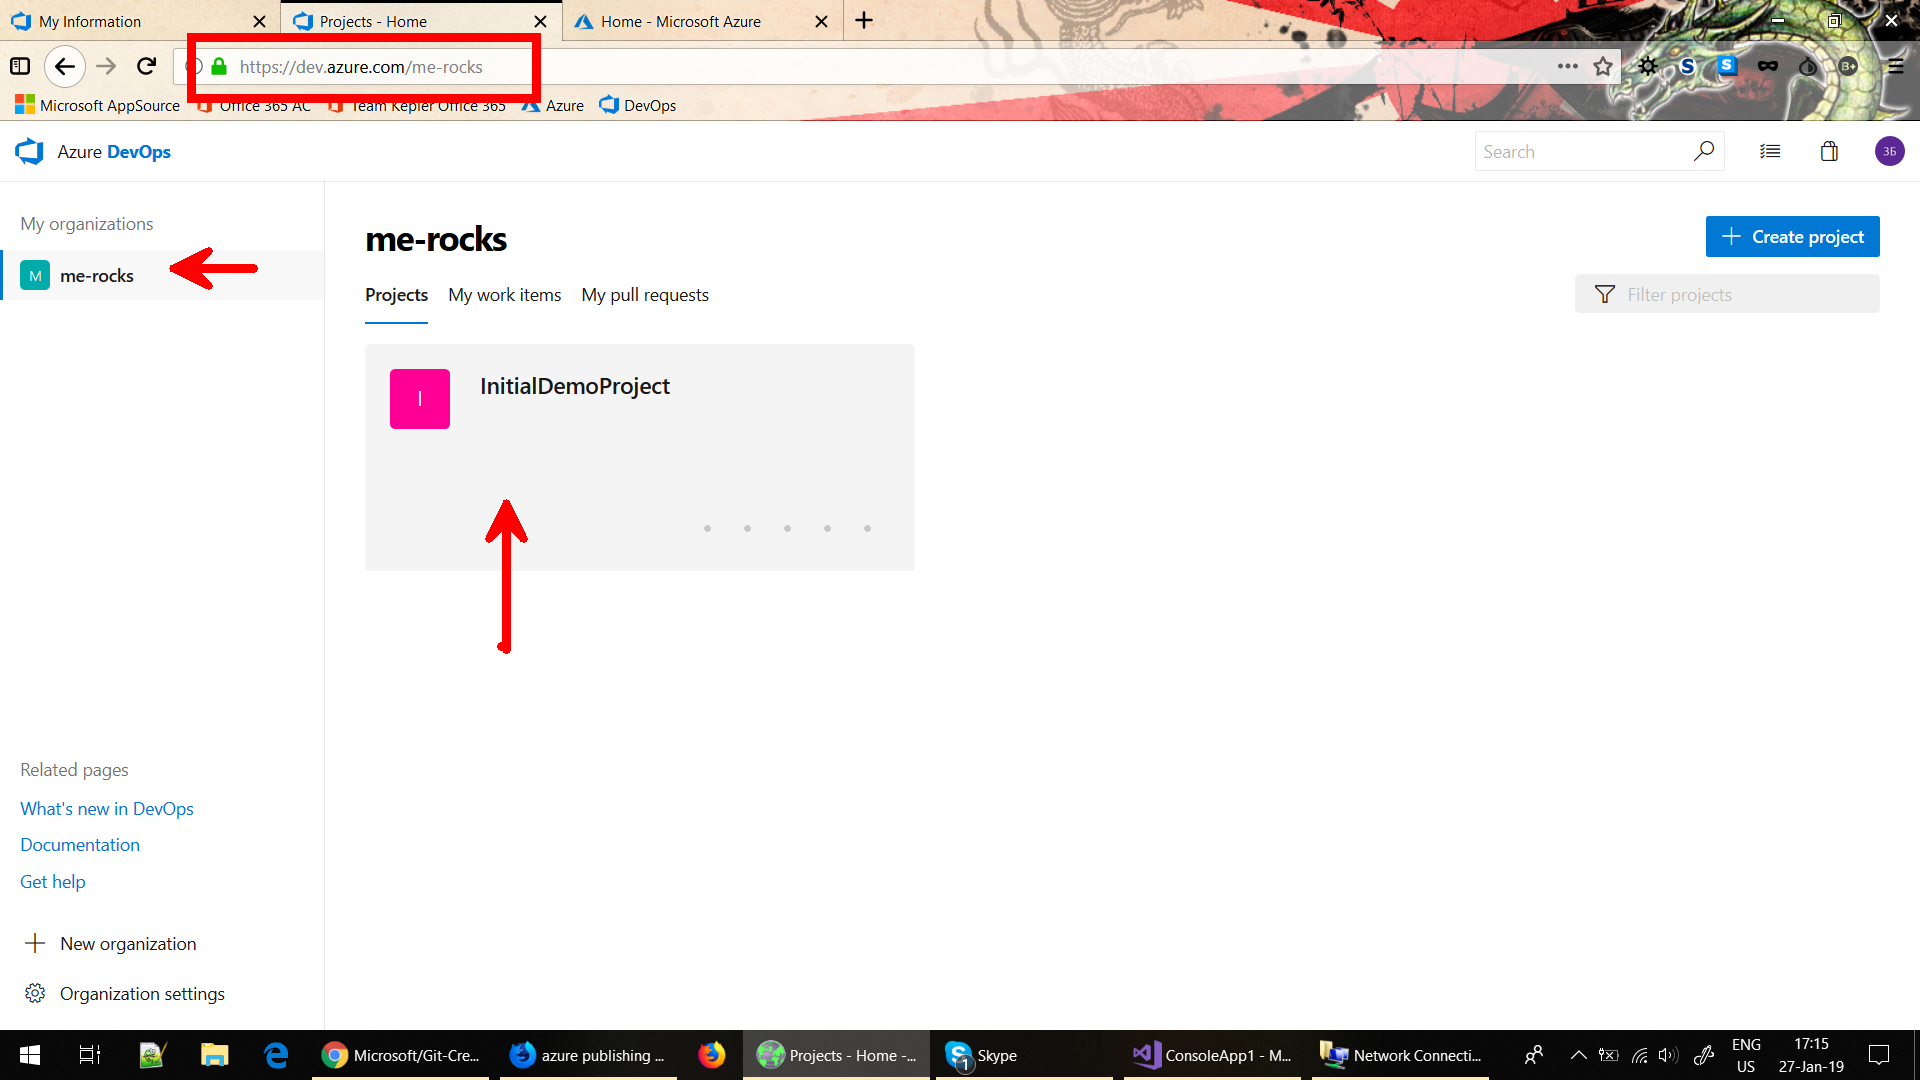 My Information
Projects - Home
Home - Microsoft Azure
https://dev.azure.com/me-rocks
Microsoft AppSource
Office 365 AC
Team Kepler Office 365
Azure
DevOps
Azure DevOps
Search
ЗБ
My organizations
M me-rocks
me-rocks
Create project
Projects My work items My pull requests
Filter projects
I InitialDemoProject
Related pages
What's new in DevOps
Documentation
Get help
New organization
Organization settings
Microsoft/Git-Cre...
azure publishing ...
Projects - Home -...
1 Skype
ConsoleApp1 - M...
Network Connecti...
ENG
US
17:15
27-Jan-19